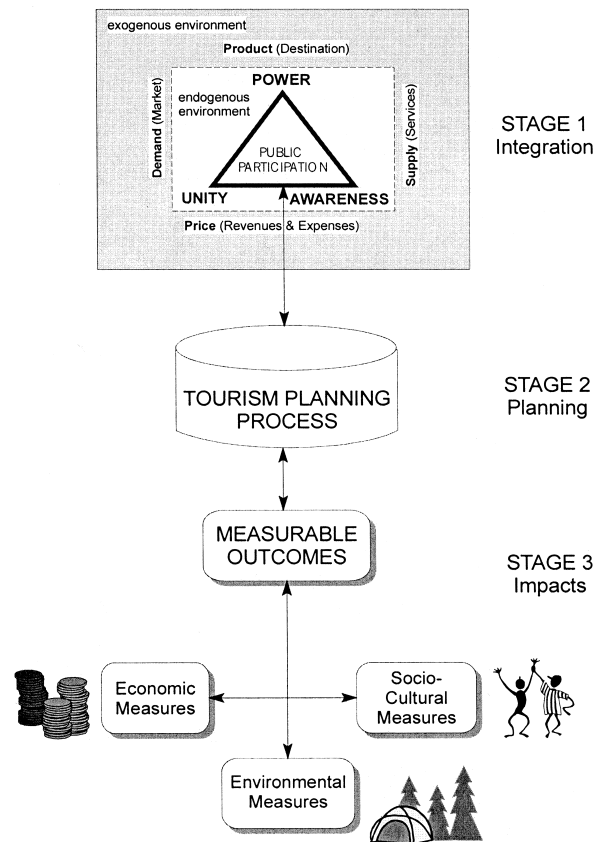 exogenous environment
Product (Destination)
Demand (Market)
POWER
endogenous
environment
PUBLIC
PARTICIPATION
UNITY
AWARENESS
Supply (Services)
Price (Revenues & Expenses)
STAGE 1
Integration
TOURISM PLANNING
PROCESS
STAGE 2
Planning
MEASURABLE
OUTCOMES
STAGE 3
Impacts
Economic
Measures
Socio-
Cultural
Measures
Environmental
Measures